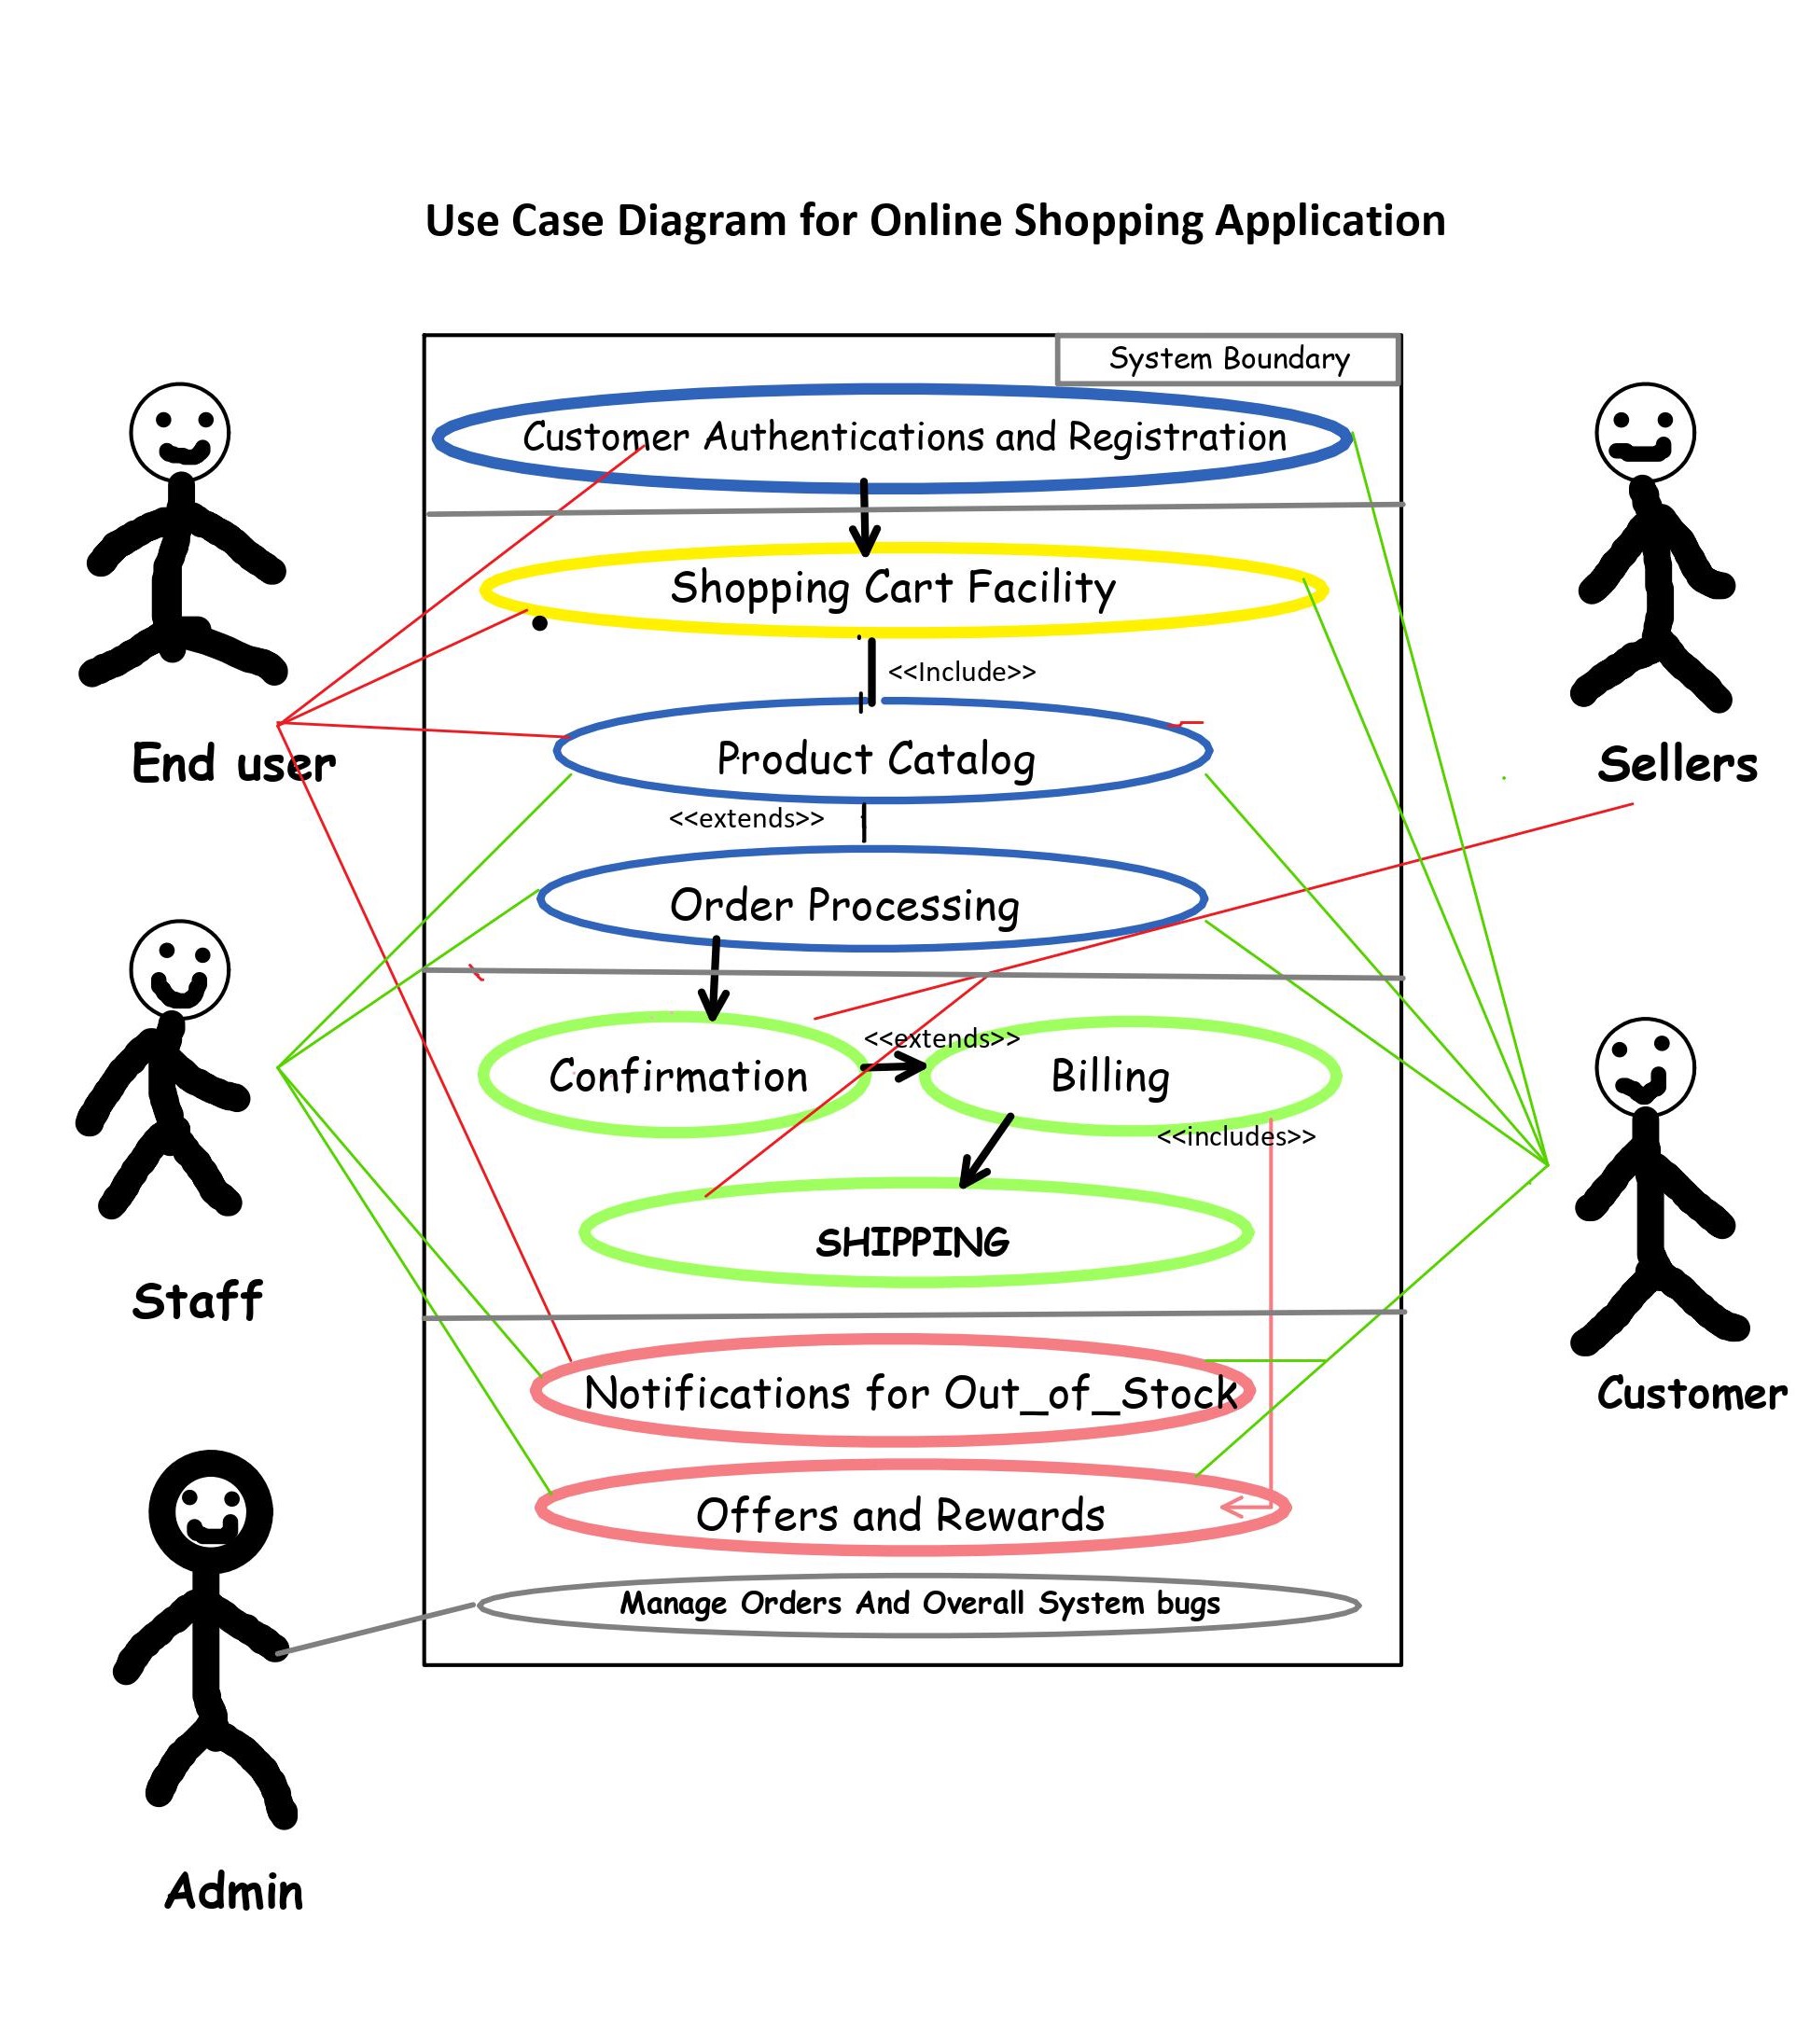 Use Case Diagram for Online Shopping Application
System Boundary
Customer Authentications and Registration
Shopping Cart Facility
<<Include>>
End user
Product Catalog
Sellers
<<extends>>
Order Processing
<<extends>>
Confirmation
Billing
<<includes>>
SHIPPING
Staff
Notifications for Out_of_Stock
Customer
Offers and Rewards
Manage Orders And Overall System bugs
Admin